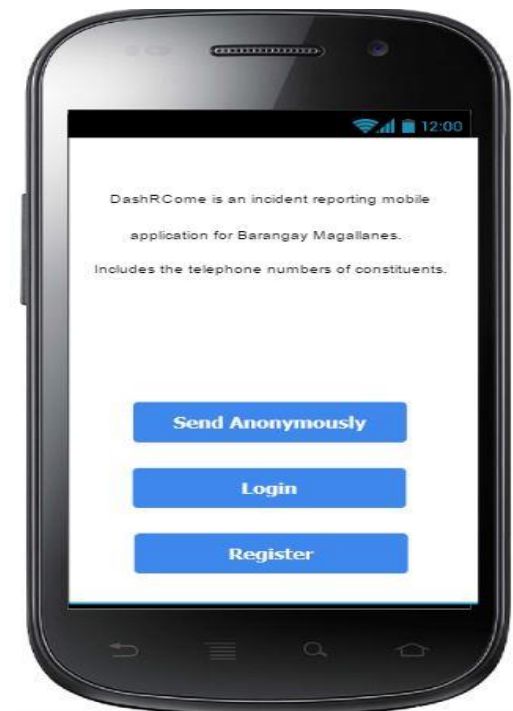 12:00
DashRCome is an incident reporting mobile
application for Barangay Magallanes.
Includes the telephone numbers of constituents.
Send Anonymously
Login
Register